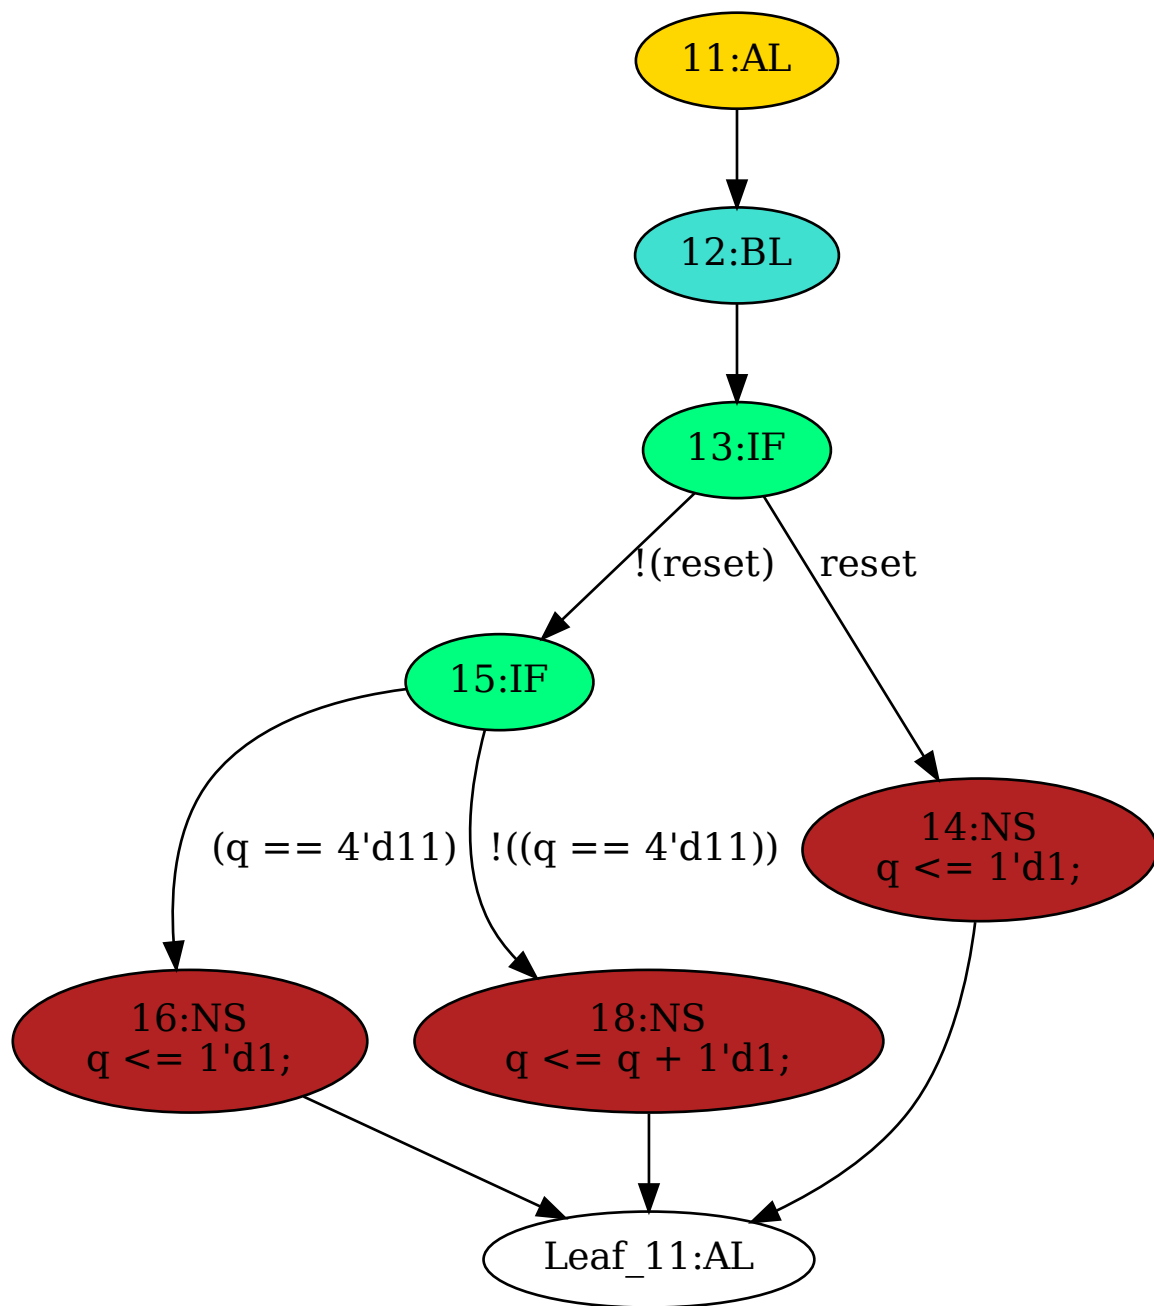 11:AL
12:BL
13:IF
!(reset)
reset
15:IF
(q == 4'd11)
!((q == 4'd11))
14:NS
q <= 1'd1;
16:NS
q <= 1'd1;
18:NS
q <= q + 1'd1;
Leaf_11:AL